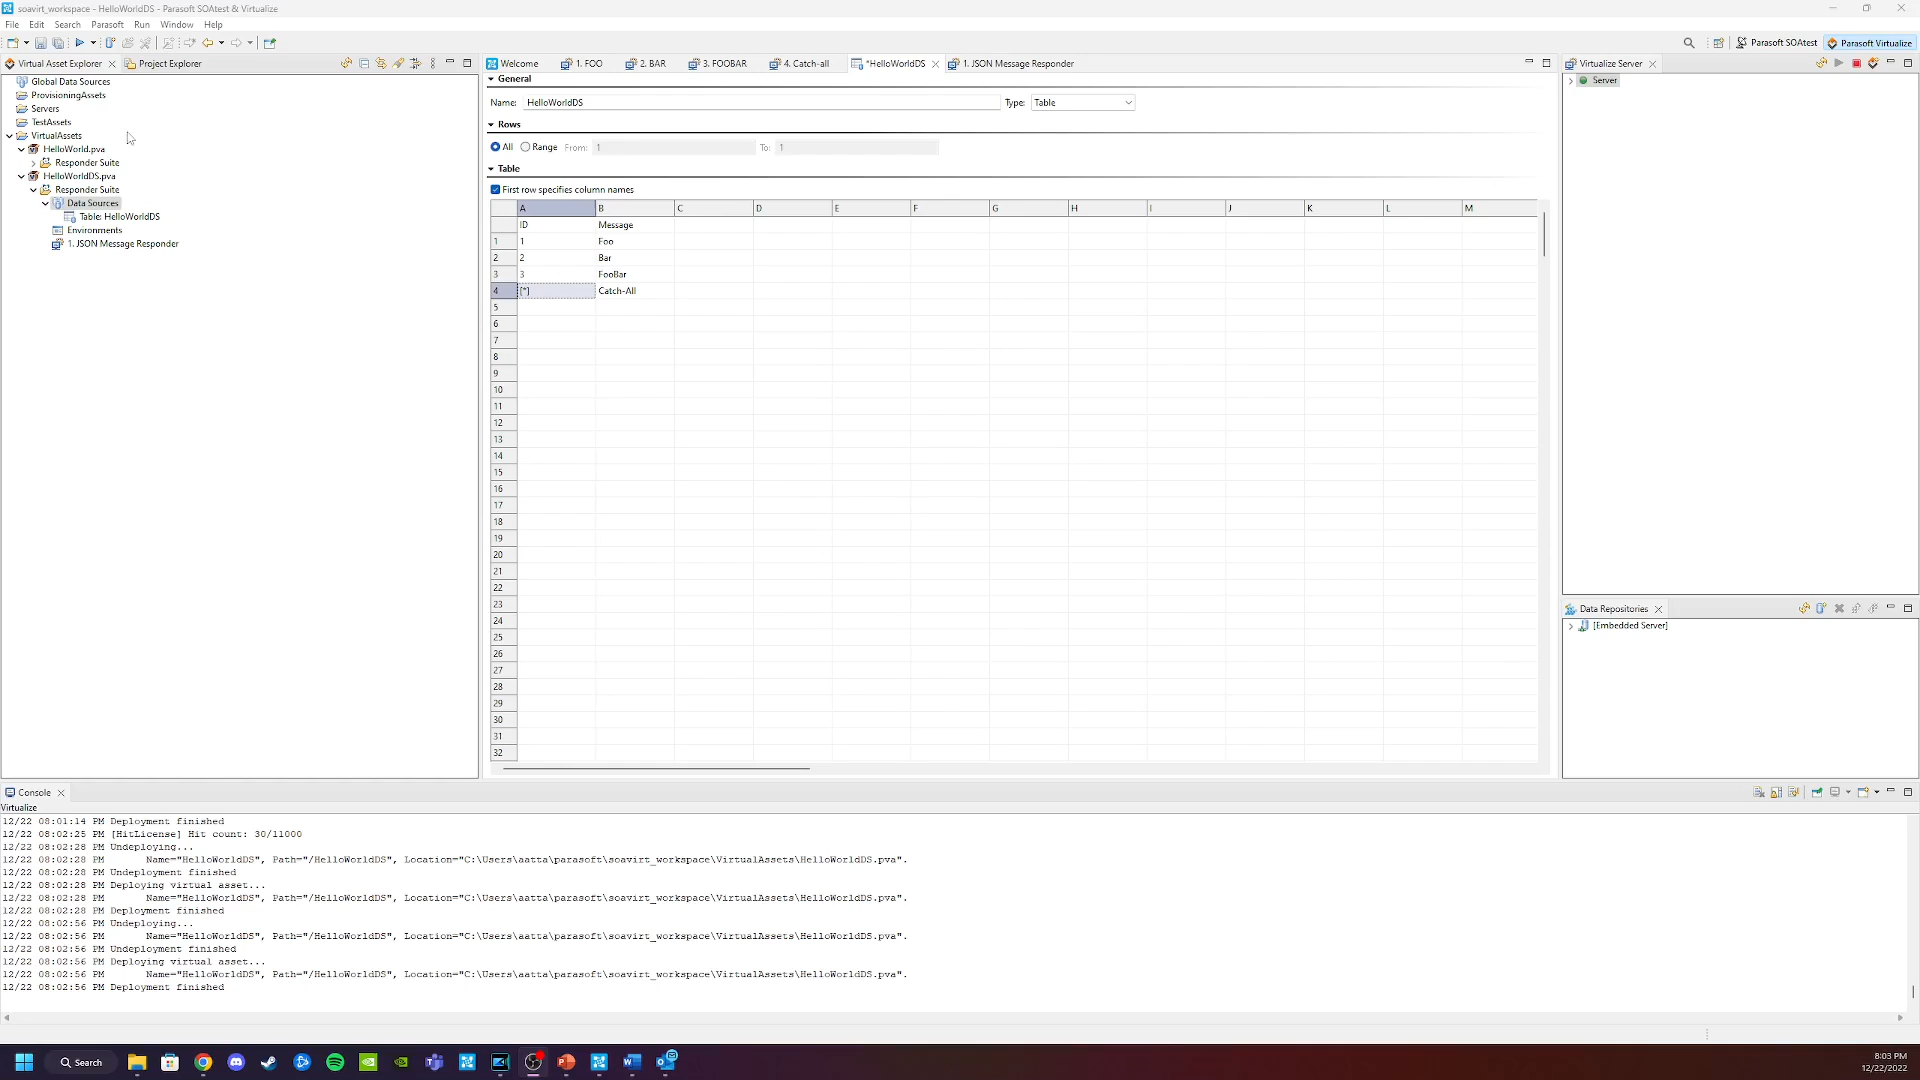 soavirt_workspace - HelloWorldDS - Parasoft SOAtest & Virtualize
File Edit Search Parasoft Run Window Help
Parasoft SOAtest Parasoft Virtualize
Virtual Asset Explorer Project Explorer
Global Data Sources
ProvisioningAssets
Servers
TestAssets
VirtualAssets
HelloWorld.pva
Responder Suite
HelloWorldDS.pva
Responder Suite
Data Sources
Table: HelloWorldDS
Environments
1. JSON Message Responder
Welcome 1. FOO 2. BAR 3. FOOBAR 4. Catch-all *HelloWorldDS 1. JSON Message Responder
General
Name: HelloWorldDS Type: Table
Rows
All Range From: 1 To: 1
Table
First row specifies column names
A B C D E F G H I J K L M
ID Message
1 1 Foo
2 2 Bar
3 3 FooBar
4 [*] Catch-All
5
6
7
8
9
10
11
12
13
14
15
16
17
18
19
20
21
22
23
24
25
26
27
28
29
30
31
32
Virtualize Server
Server
Data Repositories
[Embedded Server]
Console
Virtualize
12/22 08:01:14 PM Deployment finished
12/22 08:02:25 PM [HitLicense] Hit count: 30/11000
12/22 08:02:28 PM Undeploying...
12/22 08:02:28 PM Name="HelloWorldDS", Path="/HelloWorldDS", Location="C:\Users\aatta\parasoft\soavirt_workspace\VirtualAssets\HelloWorldDS.pva".
12/22 08:02:28 PM Undeployment finished
12/22 08:02:28 PM Deploying virtual asset...
12/22 08:02:28 PM Name="HelloWorldDS", Path="/HelloWorldDS", Location="C:\Users\aatta\parasoft\soavirt_workspace\VirtualAssets\HelloWorldDS.pva".
12/22 08:02:28 PM Deployment finished
12/22 08:02:56 PM Undeploying...
12/22 08:02:56 PM Name="HelloWorldDS", Path="/HelloWorldDS", Location="C:\Users\aatta\parasoft\soavirt_workspace\VirtualAssets\HelloWorldDS.pva".
12/22 08:02:56 PM Undeployment finished
12/22 08:02:56 PM Deploying virtual asset...
12/22 08:02:56 PM Name="HelloWorldDS", Path="/HelloWorldDS", Location="C:\Users\aatta\parasoft\soavirt_workspace\VirtualAssets\HelloWorldDS.pva".
12/22 08:02:56 PM Deployment finished
Search
8:03 PM
12/22/2022